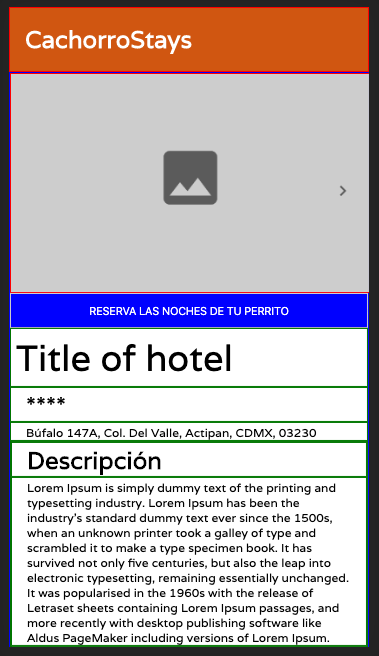 CachorroStays
RESERVA LAS NOCHES DE TU PERRITO
Title of hotel
****
Búfalo 147A, Col. Del Valle, Actipan, CDMX, 03230
Descripción
Lorem Ipsum is simply dummy text of the printing and
typesetting industry. Lorem Ipsum has been the
industry's standard dummy text ever since the 1500s,
when an unknown printer took a galley of type and
scrambled it to make a type specimen book. It has
survived not only five centuries, but also the leap into
electronic typesetting, remaining essentially unchanged.
It was popularised in the 1960s with the release of
Letraset sheets containing Lorem Ipsum passages, and
more recently with desktop publishing software like
Aldus PageMaker including versions of Lorem Ipsum.